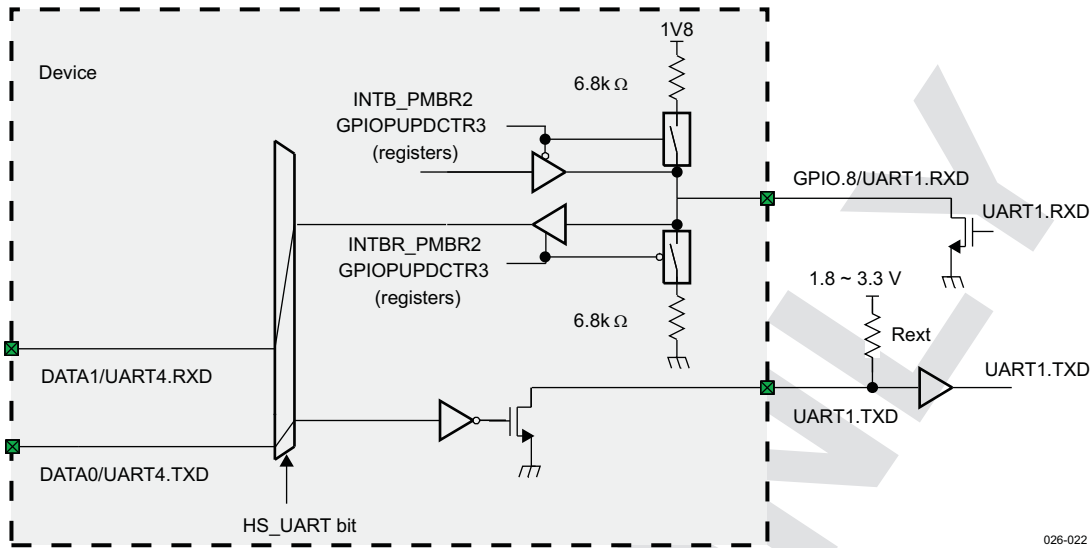 Device
1V8
6.8k Ω
INTB_PMBR2
GPIOPUPDCTR3
(registers)
GPIO.8/UART1.RXD
UART1.RXD
INTBR_PMBR2
GPIOPUPDCTR3
(registers)
1.8 ~ 3.3 V
6.8k Ω
Rext
DATA1/UART4.RXD
UART1.TXD
UART1.TXD
DATA0/UART4.TXD
HS_UART bit
026-022